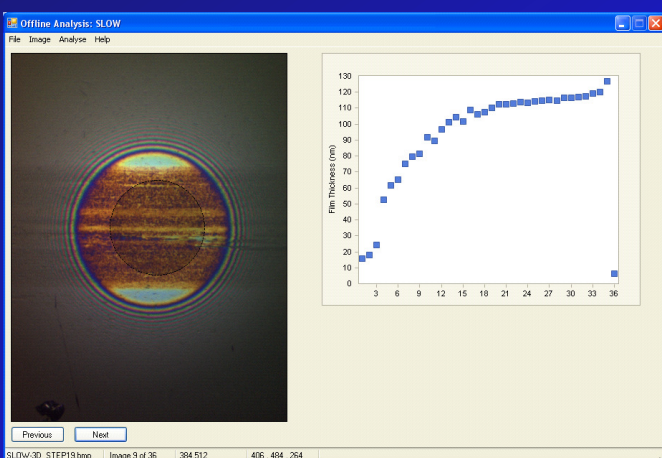 Offline Analysis: SLOW
File Image Analyse Help
130
120
110
100
90
80
70
60
50
40
30
20
10
0
Film Thickness (nm)
3 6 9 12 15 18 21 24 27 30 33 36
Previous Next
SLOW-3D_STEP19.bmp Image 9 of 36 384,512 406, 484, 264